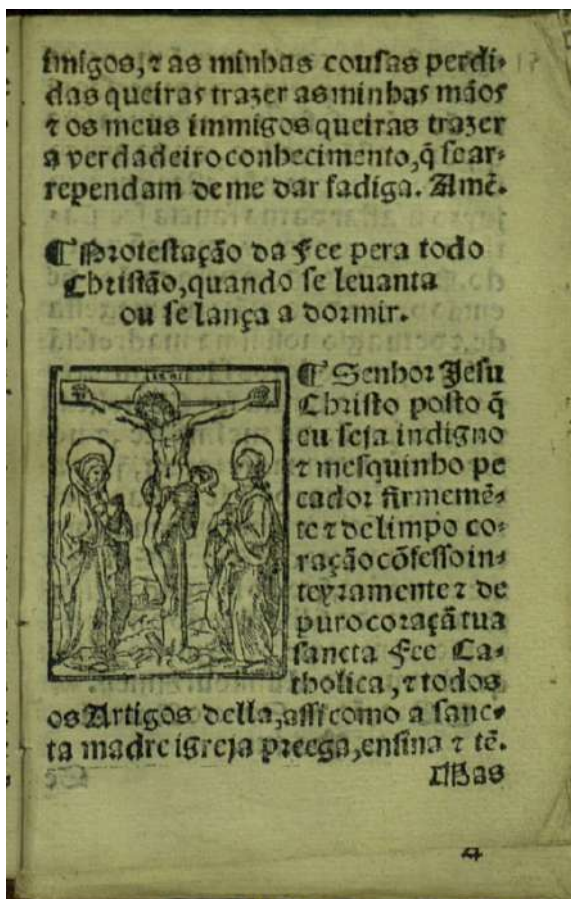 imigos, ⁊ as minhas cousas perdi-
das queiras trazer as minhas mãos
⁊ os meus immigos queiras trazer
a verdadeiro conhecimento, q̃ se ar-
rependam de me dar fadiga. Amē.
¶ Protestação da Fee pera todo
Christão, quando se leuanta
ou se lança a dormir.
¶ Senhor Jesu
Christo posto q̃
eu seja indigno
⁊ mesquinho pe
cador firmemē-
te ⁊ de limpo co-
ração cõfesso in-
teyramente ⁊ de
puro coraçã tua
sancta Fee Ca-
tholica, ⁊ todos
os Artigos della, assi como a sanc-
ta madre igreja preega, ensina ⁊ tē.
Mas